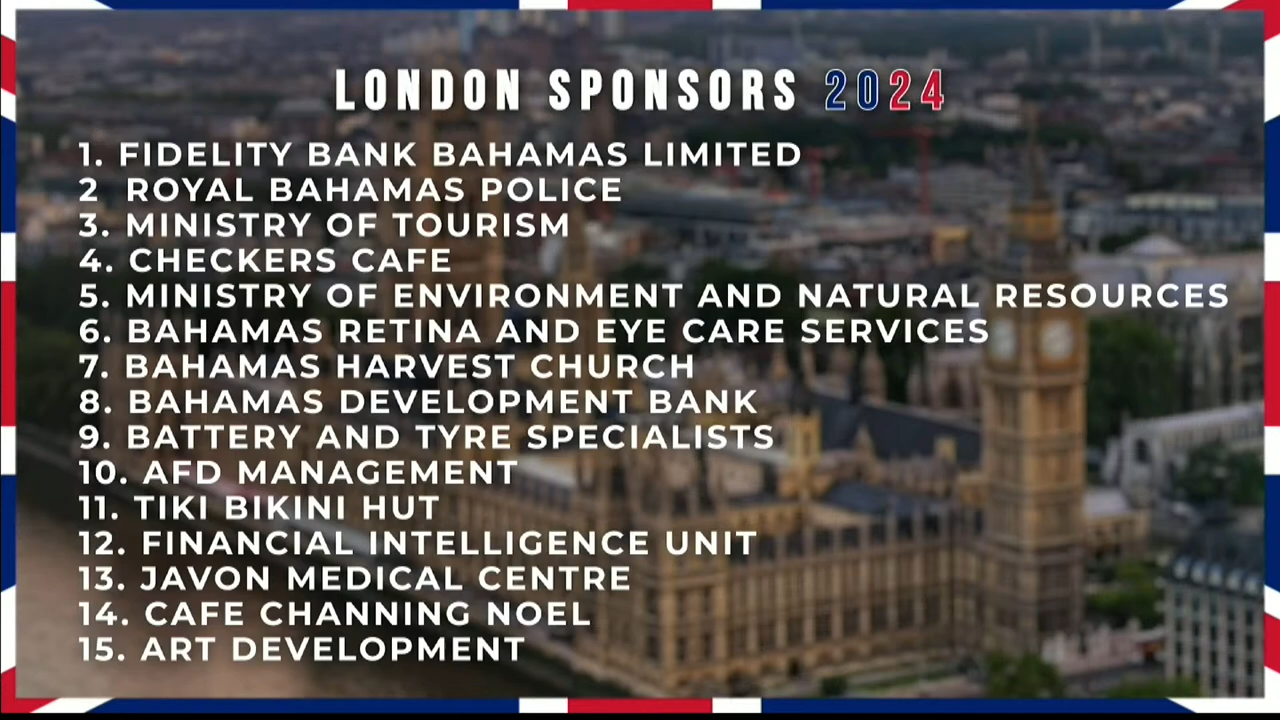 LONDON SPONSORS 2024
1. FIDELITY BANK BAHAMAS LIMITED
2 ROYAL BAHAMAS POLICE
3. MINISTRY OF TOURISM
4. CHECKERS CAFE
5. MINISTRY OF ENVIRONMENT AND NATURAL RESOURCES
6. BAHAMAS RETINA AND EYE CARE SERVICES
7. BAHAMAS HARVEST CHURCH
8. BAHAMAS DEVELOPMENT BANK
9. BATTERY AND TYRE SPECIALISTS
10. AFD MANAGEMENT
11. TIKI BIKINI HUT
12. FINANCIAL INTELLIGENCE UNIT
13. JAVON MEDICAL CENTRE
14. CAFE CHANNING NOEL
15. ART DEVELOPMENT